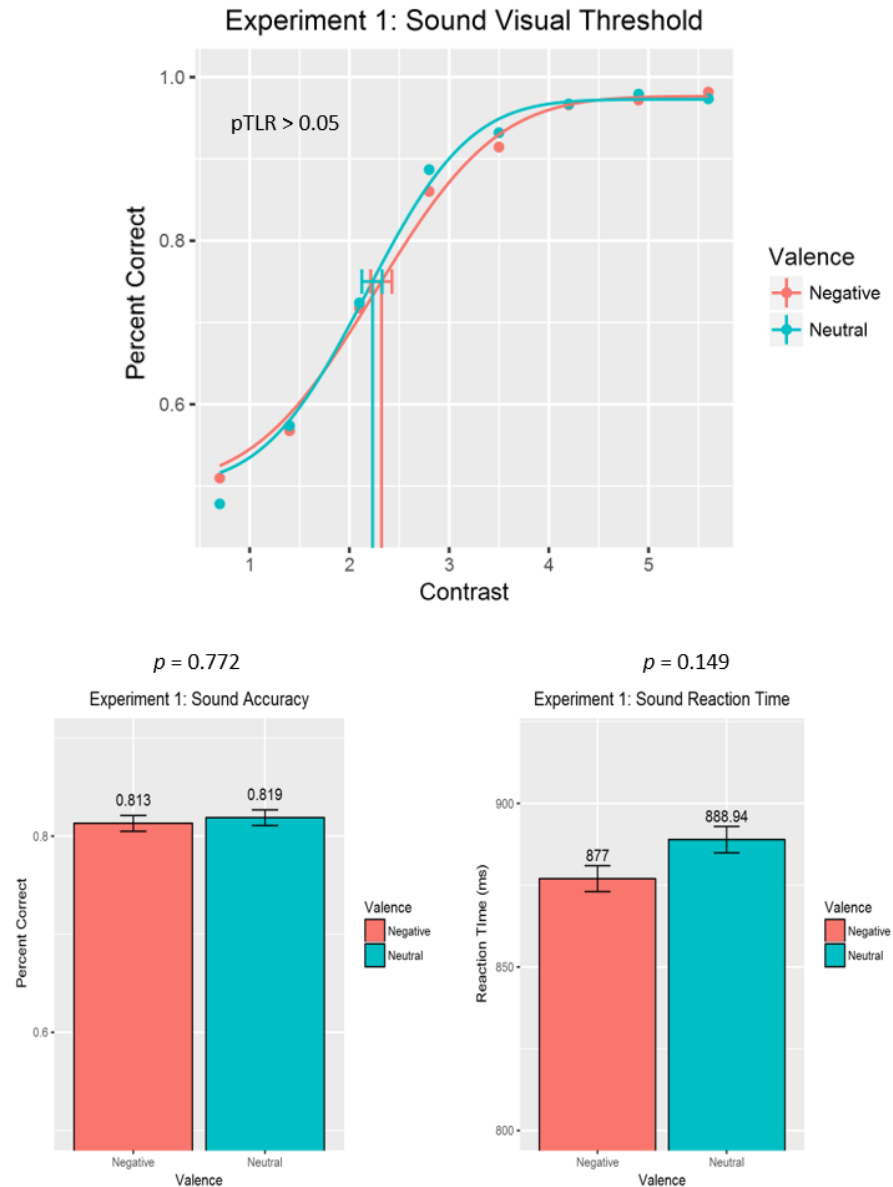 Experiment 1: Sound Visual Threshold
1.0
pTLR > 0.05
0.8
0.6
Percent Correct
1 2 3 4 5
Contrast
Valence
Negative
Neutral
p = 0.772
Experiment 1: Sound Accuracy
0.813
0.819
0.8
0.6
Percent Correct
Negative Neutral
Valence
Valence
Negative
Neutral
p = 0.149
Experiment 1: Sound Reaction Time
900
888.94
877
850
800
Reaction TIme (ms)
Negative Neutral
Valence
Valence
Negative
Neutral